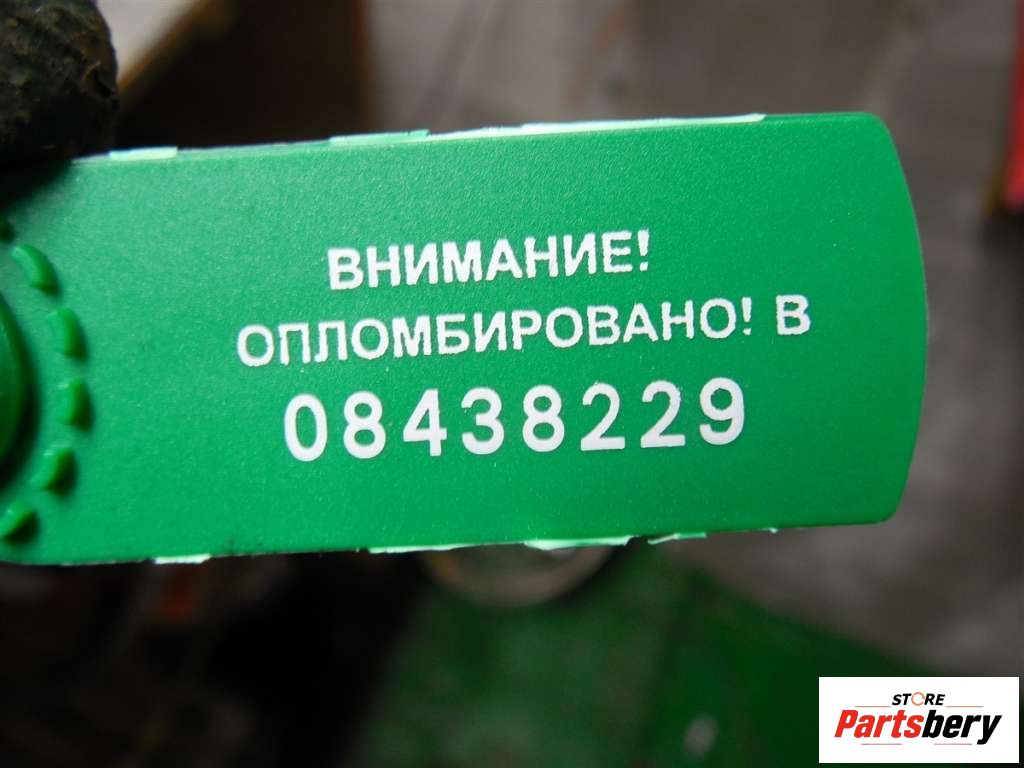 ВНИМАНИЕ!
ОПЛОМБИРОВАНО! В
08438229
STORE
Partsbery